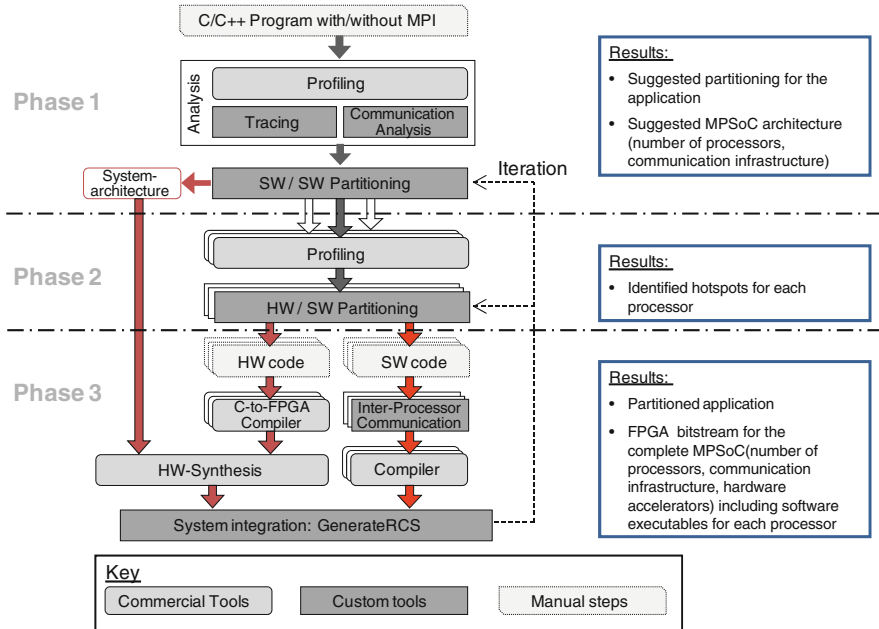 C/C++ Program with/without MPI
Phase 1
Analysis
Profiling
Tracing
Communication
Analysis
System-
architecture
SW / SW Partitioning
Iteration
Results:
• Suggested partitioning for the
application
• Suggested MPSoC architecture
(number of processors,
communication infrastructure)
Phase 2
Profiling
HW / SW Partitioning
Results:
• Identified hotspots for each
processor
Phase 3
HW code
SW code
C-to-FPGA
Compiler
Inter-Processor
Communication
HW-Synthesis
Compiler
System integration: GenerateRCS
Results:
• Partitioned application
• FPGA bitstream for the
complete MPSoC(number of
processors, communication
infrastructure, hardware
accelerators) including software
executables for each processor
Key
Commercial Tools
Custom tools
Manual steps